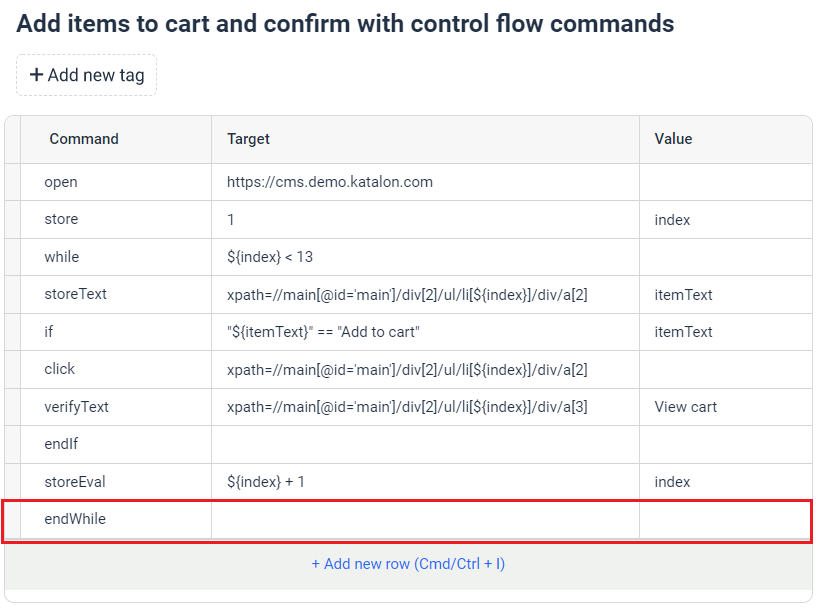 Add items to cart and confirm with control flow commands
+ Add new tag
Command Target Value
open https://cms.demo.katalon.com
store 1 index
while ${index} < 13
storeText xpath=//main[@id='main']/div[2]/ul/li[${index}]/div/a[2] itemText
if "${itemText}" == "Add to cart" itemText
click xpath=//main[@id='main']/div[2]/ul/li[${index}]/div/a[2]
verifyText xpath=//main[@id='main']/div[2]/ul/li[${index}]/div/a[3] View cart
endIf
storeEval ${index} + 1 index
endWhile
+ Add new row (Cmd/Ctrl + I)